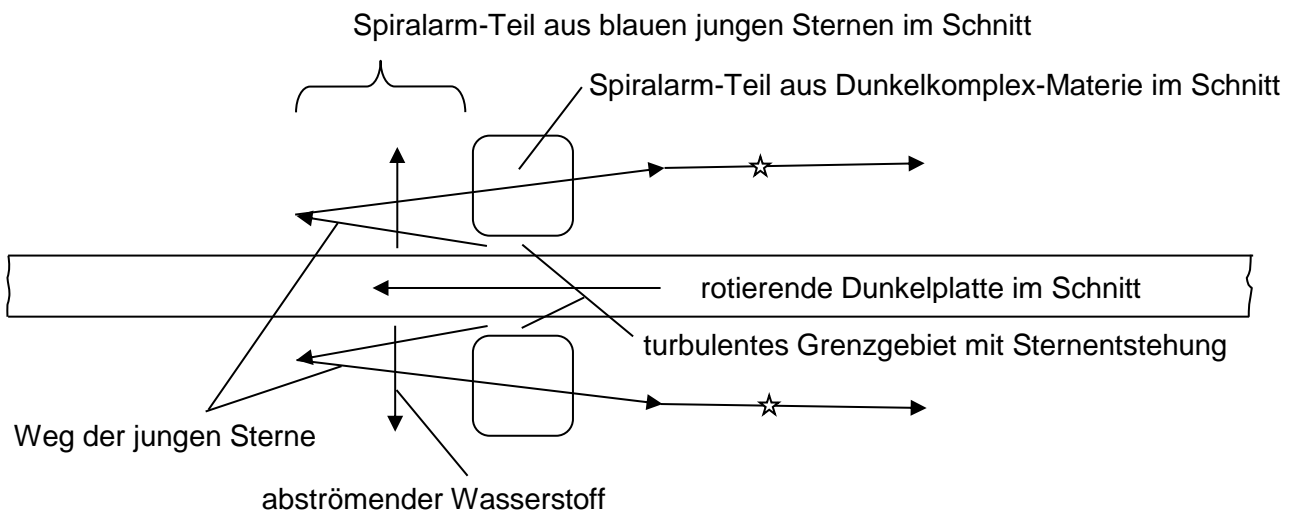 Spiralarm-Teil aus blauen jungen Sternen im Schnitt
Spiralarm-Teil aus Dunkelkomplex-Materie im Schnitt
rotierende Dunkelplatte im Schnitt
turbulentes Grenzgebiet mit Sternentstehung
Weg der jungen Sterne
abströmender Wasserstoff